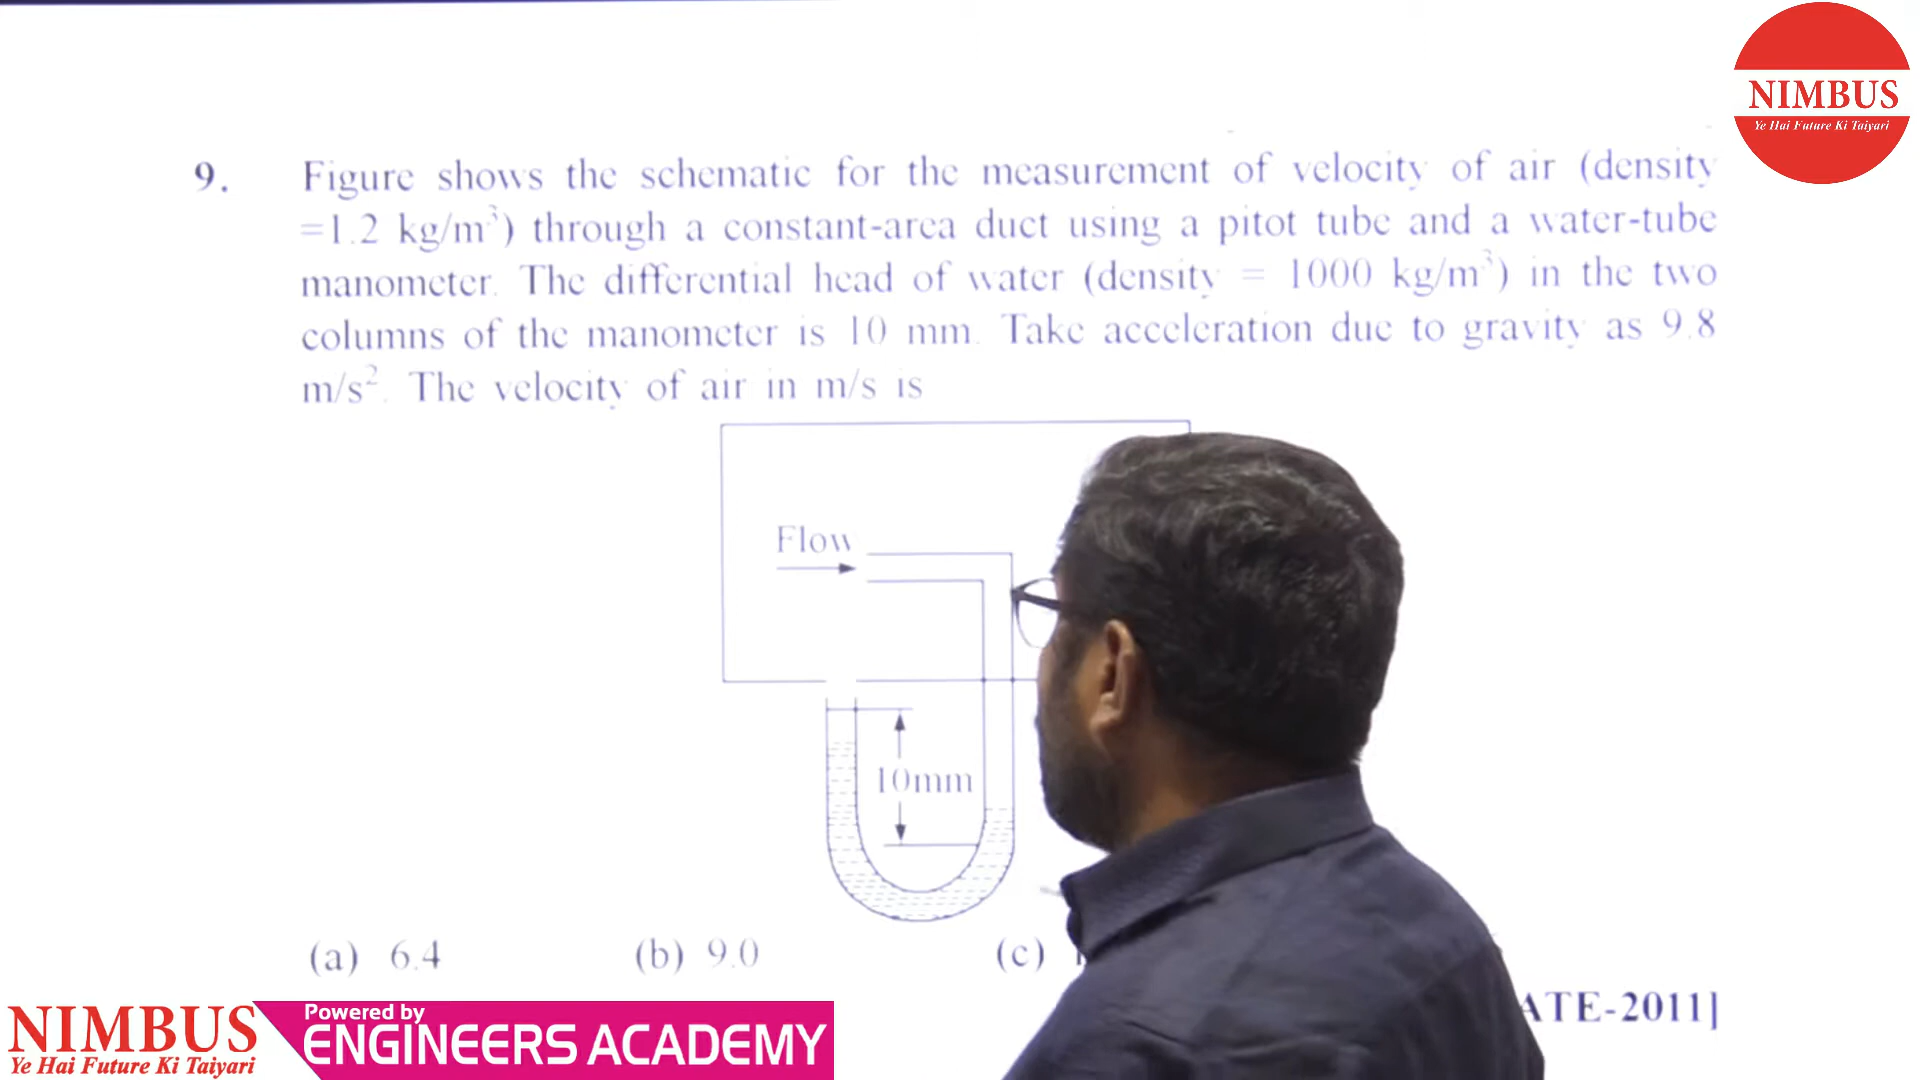 NIMBUS
Ye Hai Future Ki Taiyari
9. Figure shows the schematic for the measurement of velocity of air (density
=1.2 kg/m³) through a constant-area duct using a pitot tube and a water-tube
manometer. The differential head of water (density = 1000 kg/m³) in the two
columns of the manometer is 10 mm. Take acceleration due to gravity as 9.8
m/s². The velocity of air in m/s is
Flow
10mm
(a) 6.4 (b) 9.0 (c)
ATE-2011]
NIMBUS
Ye Hai Future Ki Taiyari
Powered by
ENGINEERS ACADEMY